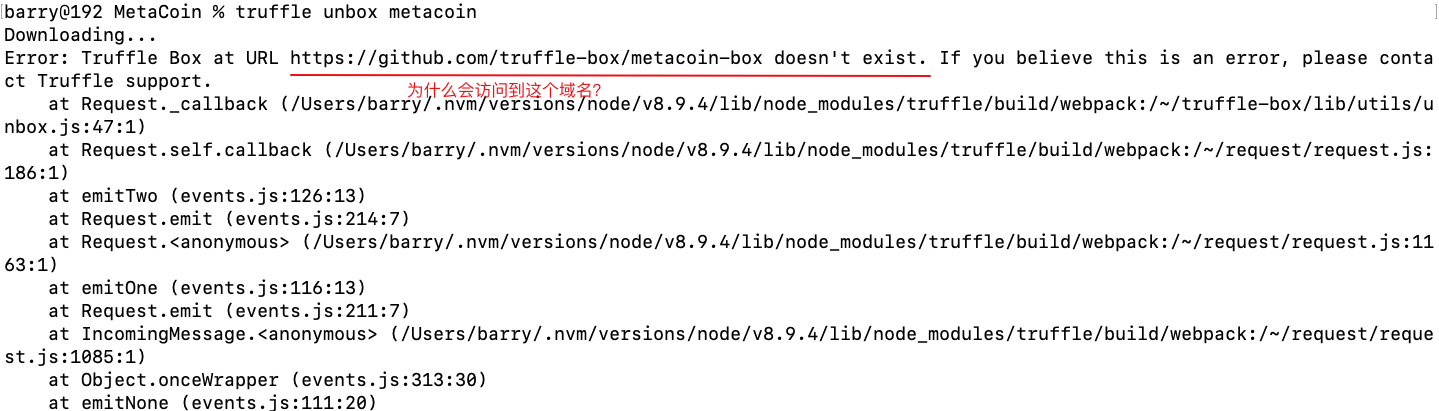 barry@192 MetaCoin % truffle unbox metacoin
Downloading...
Error: Truffle Box at URL https://github.com/truffle-box/metacoin-box doesn't exist. If you believe this is an error, please conta
ct Truffle support.
为什么会访问到这个域名?
    at Request._callback (/Users/barry/.nvm/versions/node/v8.9.4/lib/node_modules/truffle/build/webpack:/~/truffle-box/lib/utils/u
nbox.js:47:1)
    at Request.self.callback (/Users/barry/.nvm/versions/node/v8.9.4/lib/node_modules/truffle/build/webpack:/~/request/request.js:
186:1)
    at emitTwo (events.js:126:13)
    at Request.emit (events.js:214:7)
    at Request.<anonymous> (/Users/barry/.nvm/versions/node/v8.9.4/lib/node_modules/truffle/build/webpack:/~/request/request.js:11
63:1)
    at emitOne (events.js:116:13)
    at Request.emit (events.js:211:7)
    at IncomingMessage.<anonymous> (/Users/barry/.nvm/versions/node/v8.9.4/lib/node_modules/truffle/build/webpack:/~/request/reque
st.js:1085:1)
    at Object.onceWrapper (events.js:313:30)
    at emitNone (events.js:111:20)